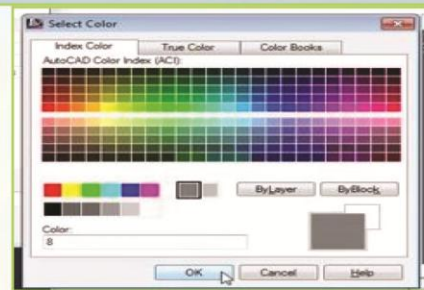 Select Color
Index Color True Color Color Books
AutoCAD Color Index (ACI):
ByLayer ByBlock
Color:
8
OK Cancel Help